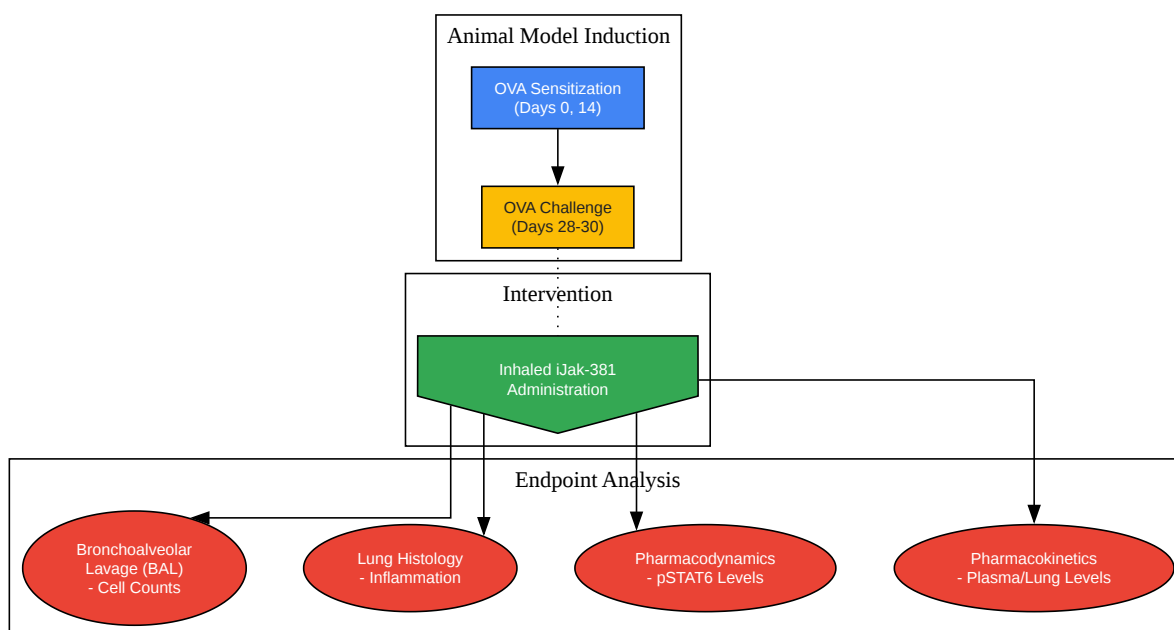 Animal Model Induction
OVA Sensitization
(Days 0, 14)
OVA Challenge
(Days 28-30)
Intervention
Inhaled iJak-381
Administration
Endpoint Analysis
Bronchoalveolar
Lavage (BAL)
- Cell Counts
Lung Histology
- Inflammation
Pharmacodynamics
- pSTAT6 Levels
Pharmacokinetics
- Plasma/Lung Levels